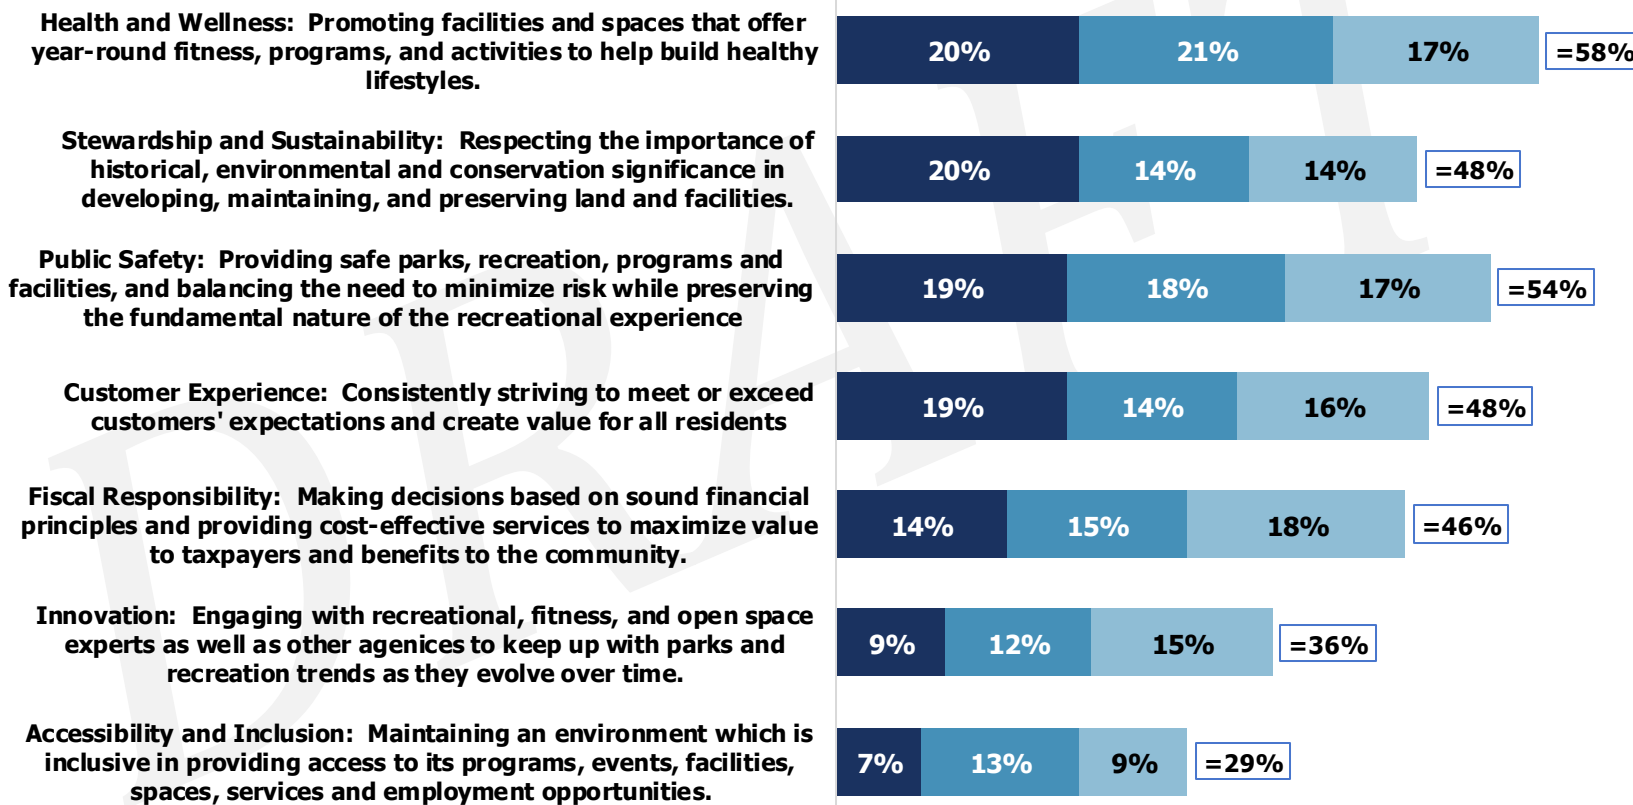 Health and Wellness:  Promoting facilities and spaces that offer
year-round fitness, programs, and activities to help build healthy
lifestyles.
20% 21% 17% =58%
Stewardship and Sustainability:  Respecting the importance of
historical, environmental and conservation significance in
developing, maintaining, and preserving land and facilities.
20% 14% 14% =48%
Public Safety:  Providing safe parks, recreation, programs and
facilities, and balancing the need to minimize risk while preserving
the fundamental nature of the recreational experience
19% 18% 17% =54%
Customer Experience:  Consistently striving to meet or exceed
customers' expectations and create value for all residents
19% 14% 16% =48%
Fiscal Responsibility:  Making decisions based on sound financial
principles and providing cost-effective services to maximize value
to taxpayers and benefits to the community.
14% 15% 18% =46%
Innovation:  Engaging with recreational, fitness, and open space
experts as well as other agenices to keep up with parks and
recreation trends as they evolve over time.
9% 12% 15% =36%
Accessibility and Inclusion:  Maintaining an environment which is
inclusive in providing access to its programs, events, facilities,
spaces, services and employment opportunities.
7% 13% 9% =29%
DRAFT